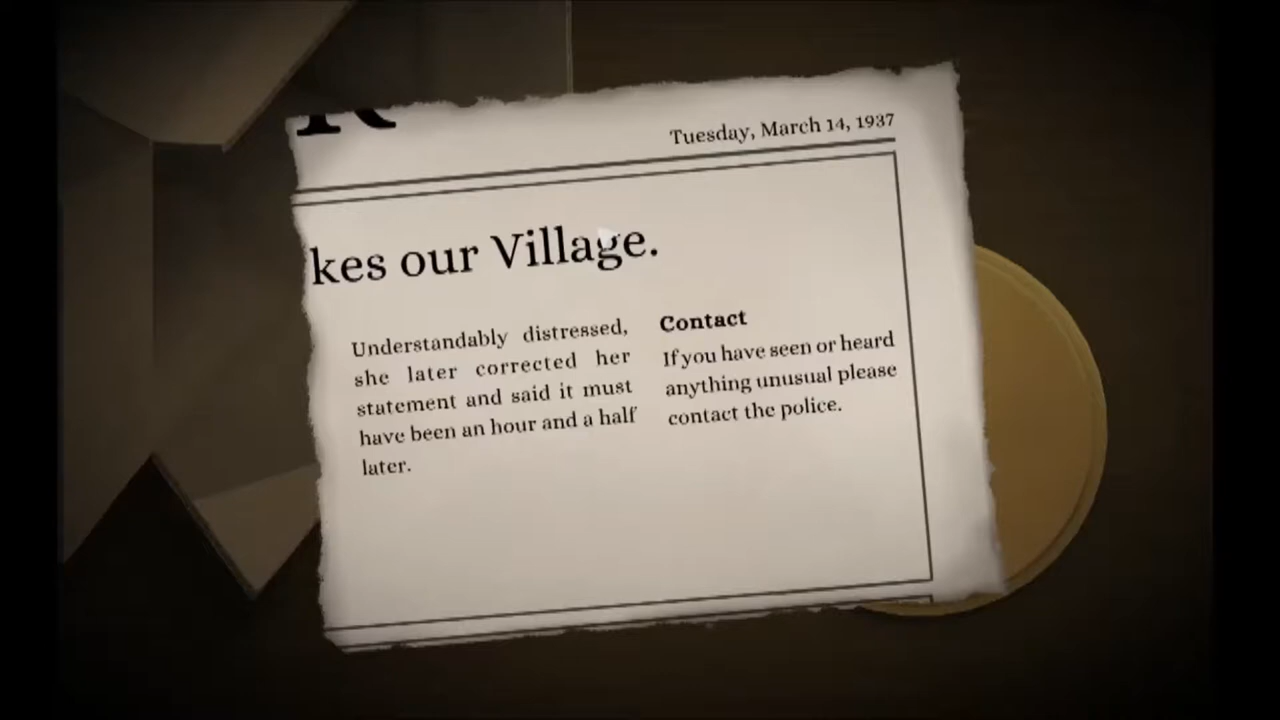 R
Tuesday, March 14, 1937
kes our Village.
Understandably distressed,
she later corrected her
statement and said it must
have been an hour and a half
later.
Contact
If you have seen or heard
anything unusual please
contact the police.